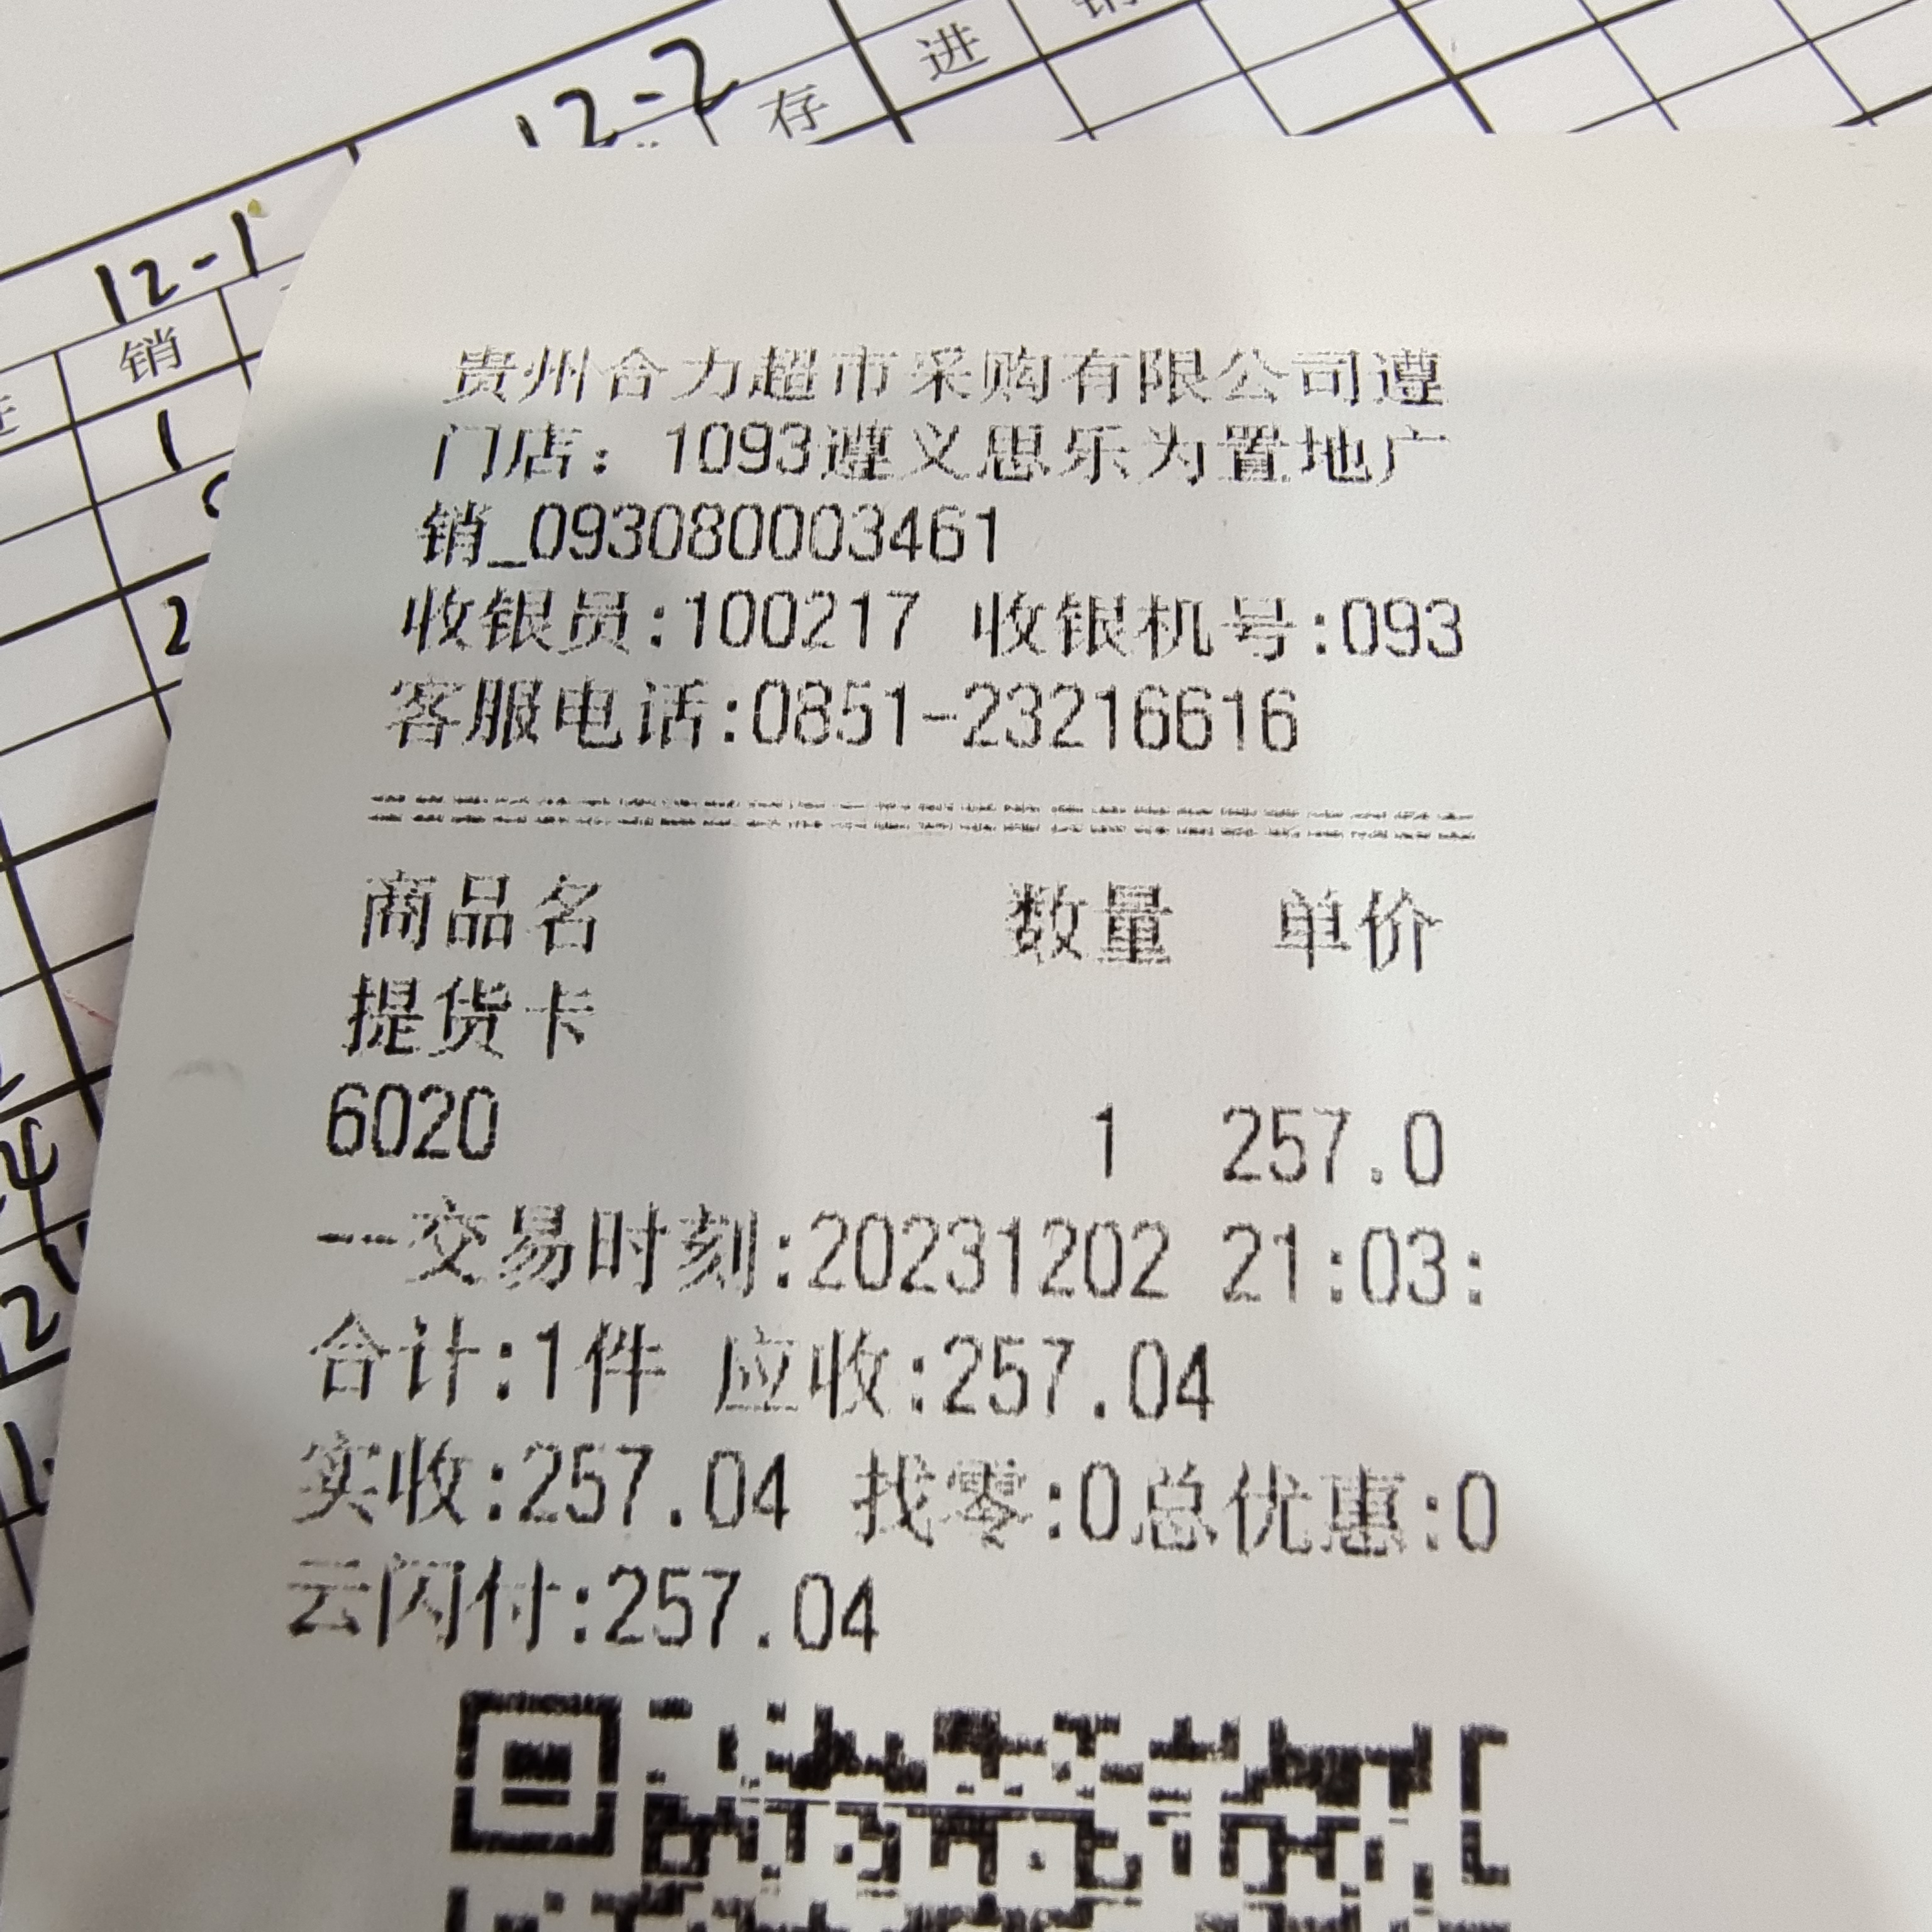 12-2
进
存
12-1
销
1
2
贵州合力超市采购有限公司遵
门店：1093遵义思乐为置地广
销_093080003461
收银员:100217 收银机号:093
客服电话:0851-23216616
商品名 数量 单价
提货卡
6020 1 257.0
一交易时刻:20231202 21:03:
合计:1件 应收:257.04
实收:257.04 找零:0总优惠:0
云闪付:257.04